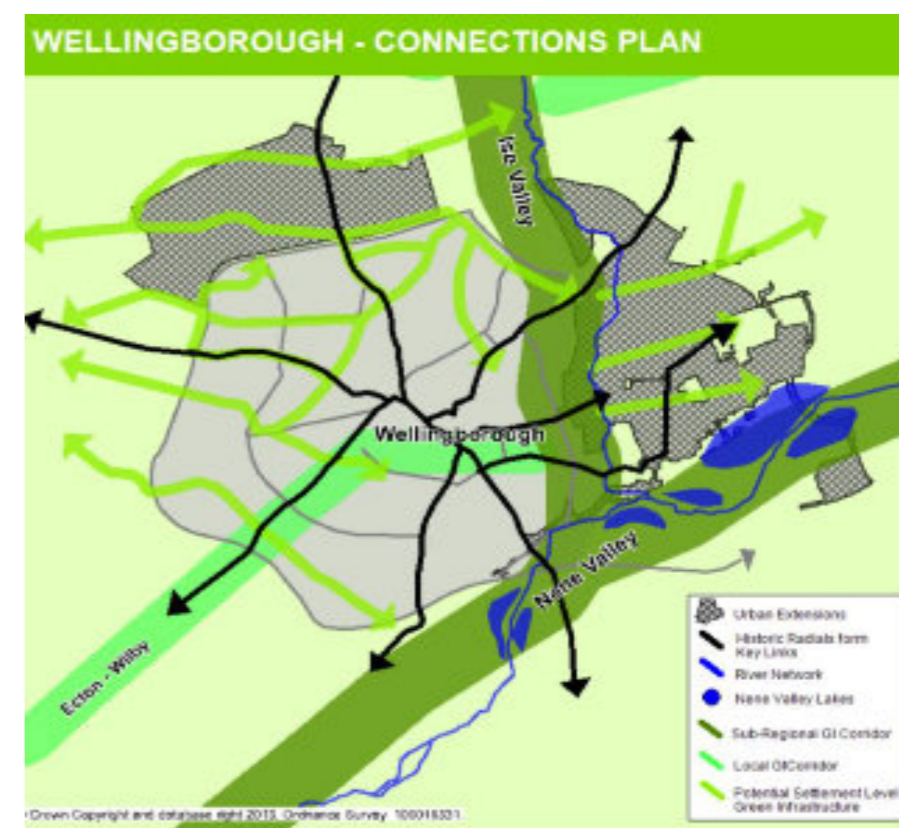 WELLINGBOROUGH - CONNECTIONS PLAN
Ise Valley
Wellingborough
Nene Valley
Ecton - Wilby
Urban Extensions
Historic Radials form
Key Links
River Network
Nene Valley Lakes
Sub-Regional GI Corridor
Local GICorridor
Potential Settlement Level
Green Infrastructure
Crown Copyright and database right 2013. Ordnance Survey 100018331.